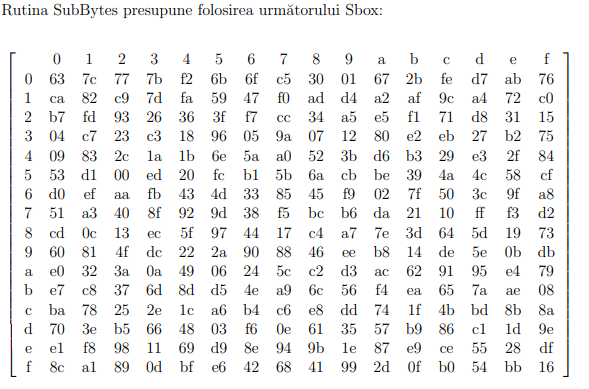 Rutina SubBytes presupune folosirea următorului Sbox:
0 1 2 3 4 5 6 7 8 9 a b c d e f
0 63 7c 77 7b f2 6b 6f c5 30 01 67 2b fe d7 ab 76
1 ca 82 c9 7d fa 59 47 f0 ad d4 a2 af 9c a4 72 c0
2 b7 fd 93 26 36 3f f7 cc 34 a5 e5 f1 71 d8 31 15
3 04 c7 23 c3 18 96 05 9a 07 12 80 e2 eb 27 b2 75
4 09 83 2c 1a 1b 6e 5a a0 52 3b d6 b3 29 e3 2f 84
5 53 d1 00 ed 20 fc b1 5b 6a cb be 39 4a 4c 58 cf
6 d0 ef aa fb 43 4d 33 85 45 f9 02 7f 50 3c 9f a8
7 51 a3 40 8f 92 9d 38 f5 bc b6 da 21 10 ff f3 d2
8 cd 0c 13 ec 5f 97 44 17 c4 a7 7e 3d 64 5d 19 73
9 60 81 4f dc 22 2a 90 88 46 ee b8 14 de 5e 0b db
a e0 32 3a 0a 49 06 24 5c c2 d3 ac 62 91 95 e4 79
b e7 c8 37 6d 8d d5 4e a9 6c 56 f4 ea 65 7a ae 08
c ba 78 25 2e 1c a6 b4 c6 e8 dd 74 1f 4b bd 8b 8a
d 70 3e b5 66 48 03 f6 0e 61 35 57 b9 86 c1 1d 9e
e e1 f8 98 11 69 d9 8e 94 9b 1e 87 e9 ce 55 28 df
f 8c a1 89 0d bf e6 42 68 41 99 2d 0f b0 54 bb 16